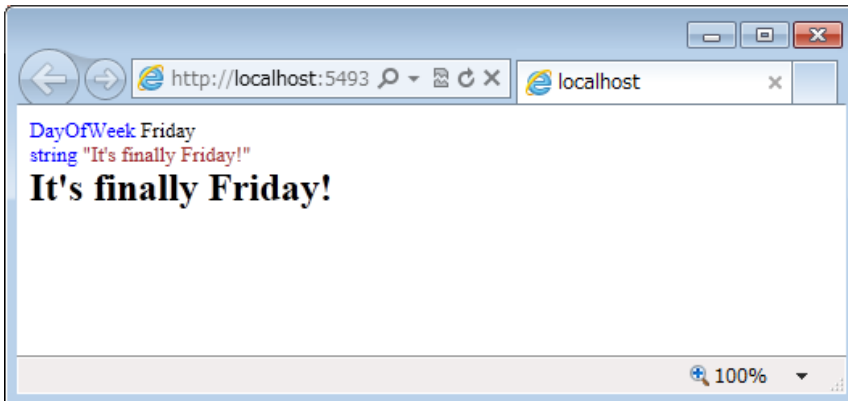 http://localhost:5493
localhost
DayOfWeek Friday
string "It's finally Friday!"
It's finally Friday!
100%